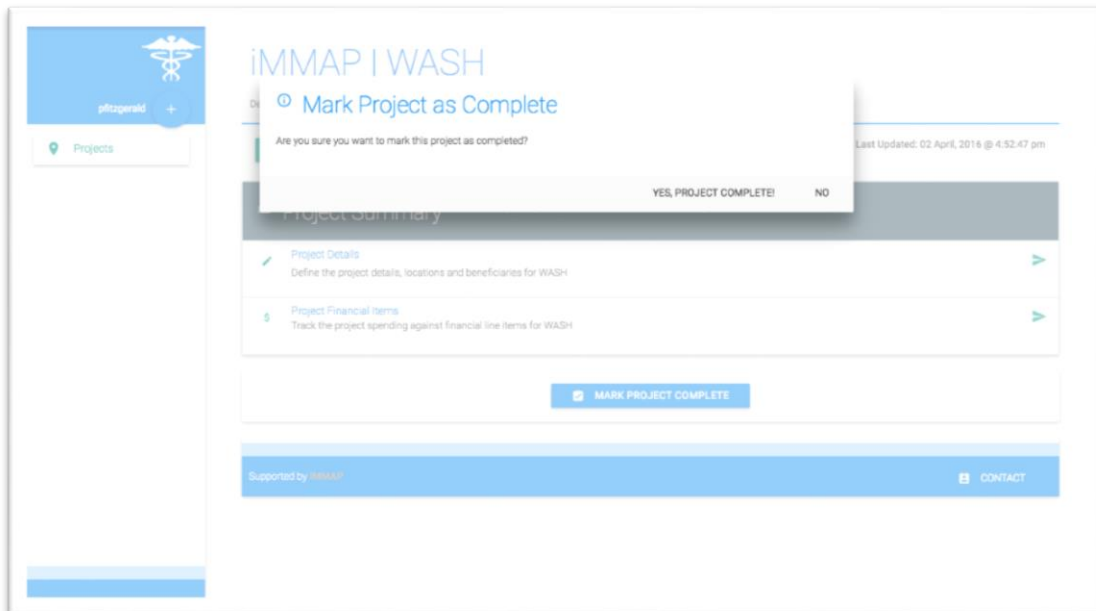 iMMAP | WASH
pfitzgerald
+
Mark Project as Complete
Projects
Are you sure you want to mark this project as completed?
Last Updated: 02 April, 2016 @ 4:52:47 pm
YES, PROJECT COMPLETE!
NO
Project Summary
Project Details
Define the project details, locations and beneficiaries for WASH
$
Project Financial Items
Track the project spending against financial line items for WASH
MARK PROJECT COMPLETE
Supported by iMMAP
CONTACT